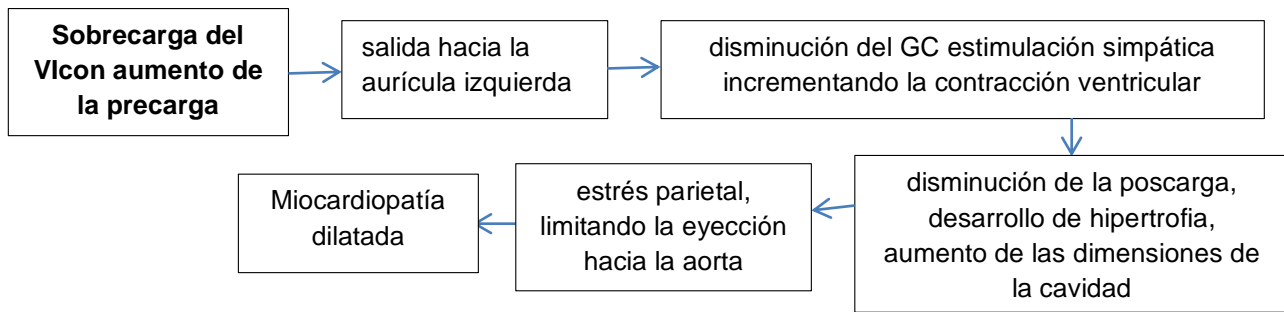 Sobrecarga del
VIcon aumento de
la precarga
salida hacia la
aurícula izquierda
disminución del GC estimulación simpática
incrementando la contracción ventricular
disminución de la poscarga,
desarrollo de hipertrofia,
aumento de las dimensiones de
la cavidad
estrés parietal,
limitando la eyección
hacia la aorta
Miocardiopatía
dilatada